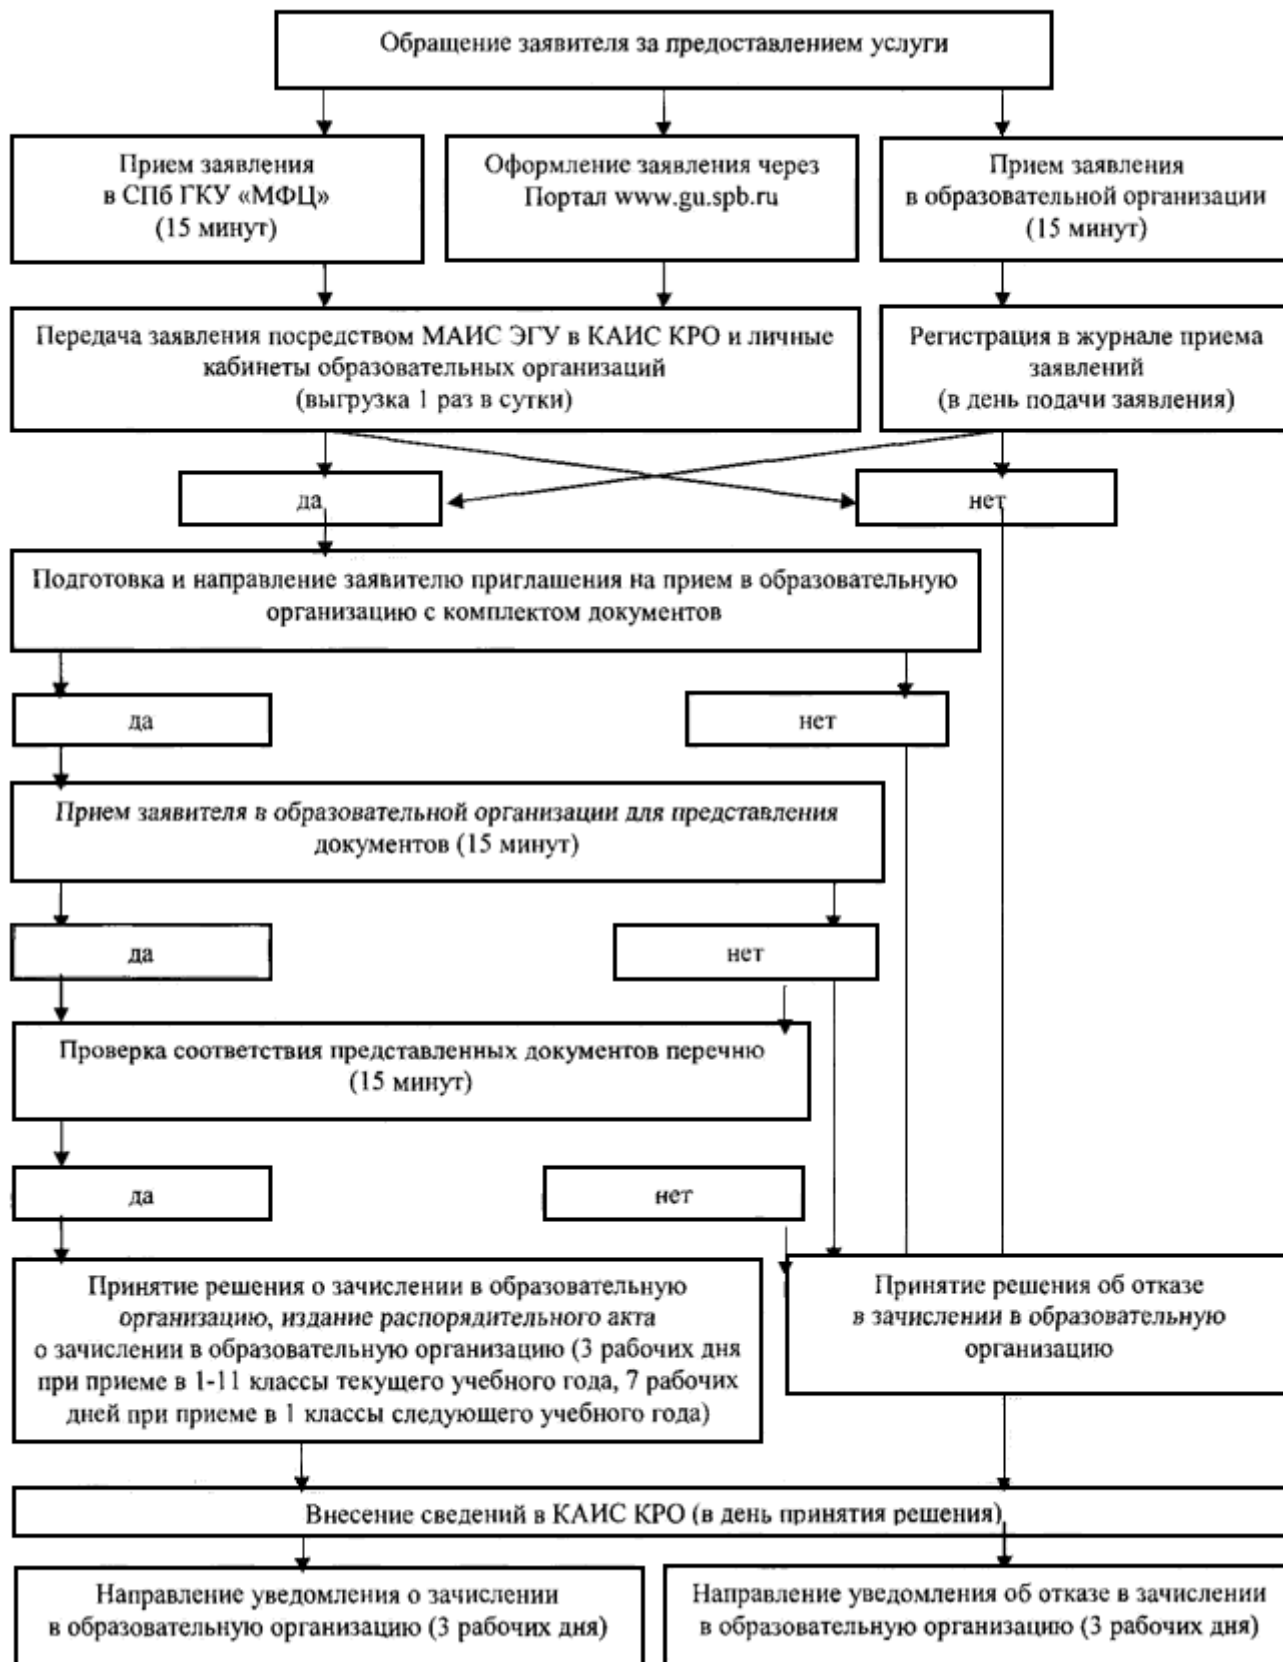 Обращение заявителя за предоставлением услуги
Прием заявления
в СПб ГКУ «МФЦ»
(15 минут)
Оформление заявления через
Портал www.gu.spb.ru
Прием заявления
в образовательной организации
(15 минут)
Передача заявления посредством МАИС ЭГУ в КАИС КРО и личные
кабинеты образовательных организаций
(выгрузка 1 раз в сутки)
Регистрация в журнале приема
заявлений
(в день подачи заявления)
да
нет
Подготовка и направление заявителю приглашения на прием в образовательную
организацию с комплектом документов
да
нет
Прием заявителя в образовательной организации для представления
документов (15 минут)
да
нет
Проверка соответствия представленных документов перечню
(15 минут)
да
нет
Принятие решения о зачислении в образовательную
организацию, издание распорядительного акта
о зачислении в образовательную организацию (3 рабочих дня
при приеме в 1-11 классы текущего учебного года, 7 рабочих
дней при приеме в 1 классы следующего учебного года)
Принятие решения об отказе
в зачислении в образовательную
организацию
Внесение сведений в КАИС КРО (в день принятия решения)
Направление уведомления о зачислении
в образовательную организацию (3 рабочих дня)
Направление уведомления об отказе в зачислении
в образовательную организацию (3 рабочих дня)